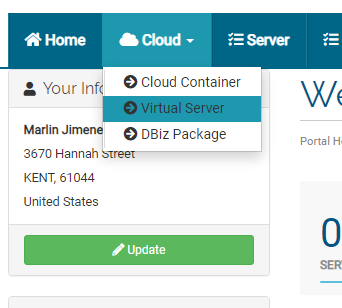 Home Cloud Server
Cloud Container
Virtual Server
DBiz Package
Your Info
We
Marlin Jimene
3670 Hannah Street
KENT, 61044
United States
Portal H
Update
0
SER